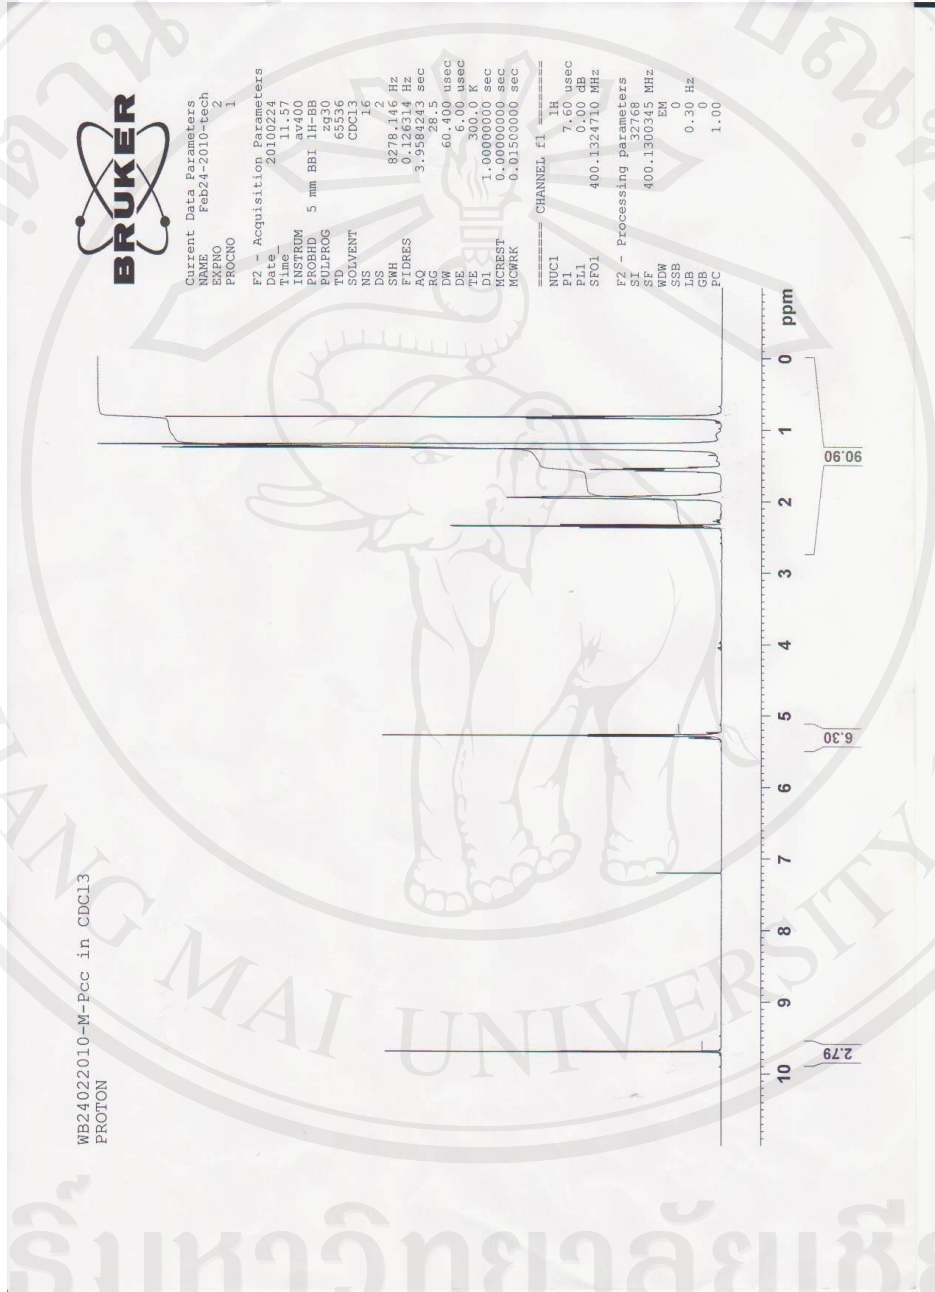 WB24022010-M-Pcc in CDCl3
PROTON
BRUKER
Current Data Parameters
NAME Feb24-2010-tech
EXPNO 2
PROCNO 1
F2 - Acquisition Parameters
Date_ 20100224
Time 11.57
INSTRUM av400
PROBHD 5 mm BBI 1H-BB
PULPROG zg30
TD 65536
SOLVENT CDCl3
NS 16
DS 2
SWH 8278.146 Hz
FIDRES 0.126314 Hz
AQ 3.9584243 sec
RG 28.5
DW 60.400 usec
DE 6.00 usec
TE 300.0 K
D1 1.00000000 sec
MCREST 0.00000000 sec
MCWRK 0.01500000 sec
======== CHANNEL f1 ========
NUC1 1H
P1 7.60 usec
PL1 0.00 dB
SFO1 400.1324710 MHz
F2 - Processing parameters
SI 32768
SF 400.1300345 MHz
WDW EM
SSB 0
LB 0.30 Hz
GB 0
PC 1.00
10 9 8 7 6 5 4 3 2 1 0 ppm
2.79 6.30 90.90
MAI UNIVERSITY